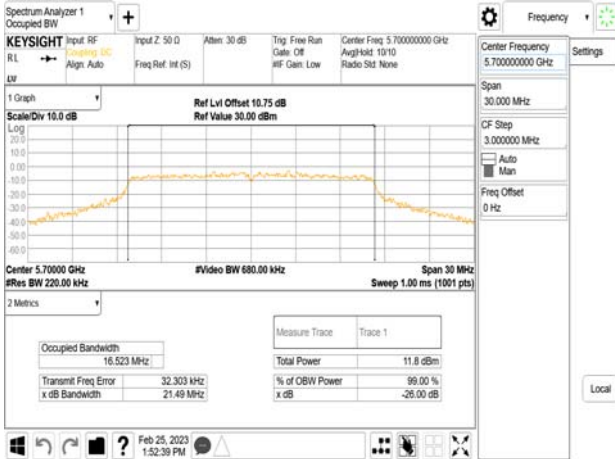 Spectrum Analyzer 1
Occupied BW
Frequency
KEYSIGHT
Input: RF
Input Z: 50 Ω
Atten: 30 dB
Trig: Free Run
Center Freq: 5.700000000 GHz
RL
Coupling: DC
Gate: Off
Avg|Hold: 10/10
Align: Auto
Freq Ref: Int (S)
#IF Gain: Low
Radio Std: None
Center Frequency
5.700000000 GHz
Settings
Span
30.000 MHz
CF Step
3.000000 MHz
Auto
Man
Freq Offset
0 Hz
Local
1 Graph
Ref Lvl Offset 10.75 dB
Scale/Div 10.0 dB
Ref Value 30.00 dBm
Log
20.0
10.0
0.00
-10.0
-20.0
-30.0
-40.0
-50.0
-60.0
Center 5.70000 GHz
#Video BW 680.00 kHz
Span 30 MHz
#Res BW 220.00 kHz
Sweep 1.00 ms (1001 pts)
2 Metrics
Measure Trace
Trace 1
Occupied Bandwidth
16.523 MHz
Total Power
11.8 dBm
Transmit Freq Error
32.303 kHz
% of OBW Power
99.00 %
x dB Bandwidth
21.49 MHz
x dB
-26.00 dB
?
Feb 25, 2023
1:52:39 PM